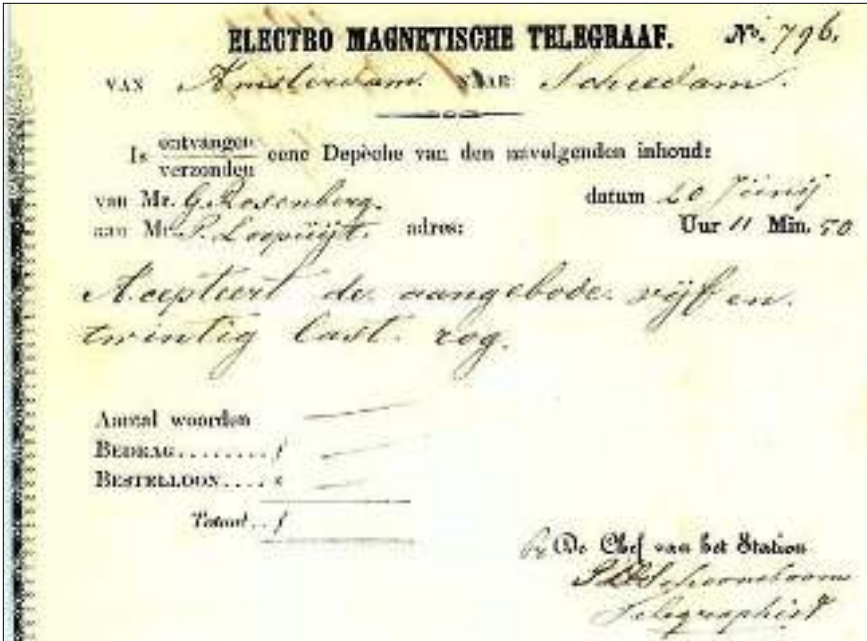 ELECTRO MAGNETISCHE TELEGRAAF. No. 796.
VAN Amsterdam. NAAR Schiedam.
Is ontvangen
verzonden eene Depèche van den navolgenden inhoud:
van Mr. G. Rosenberg. datum 20 Junij
aan Mr. P. Loopuijt. adres: Uur 11 Min. 50
Accepteert de aangebode vijf en
twintig last rog.
Aantal woorden
BEDRAG........f
BESTELLOON.... «
Totaal..f
De Chef van het Station
Telegraphist